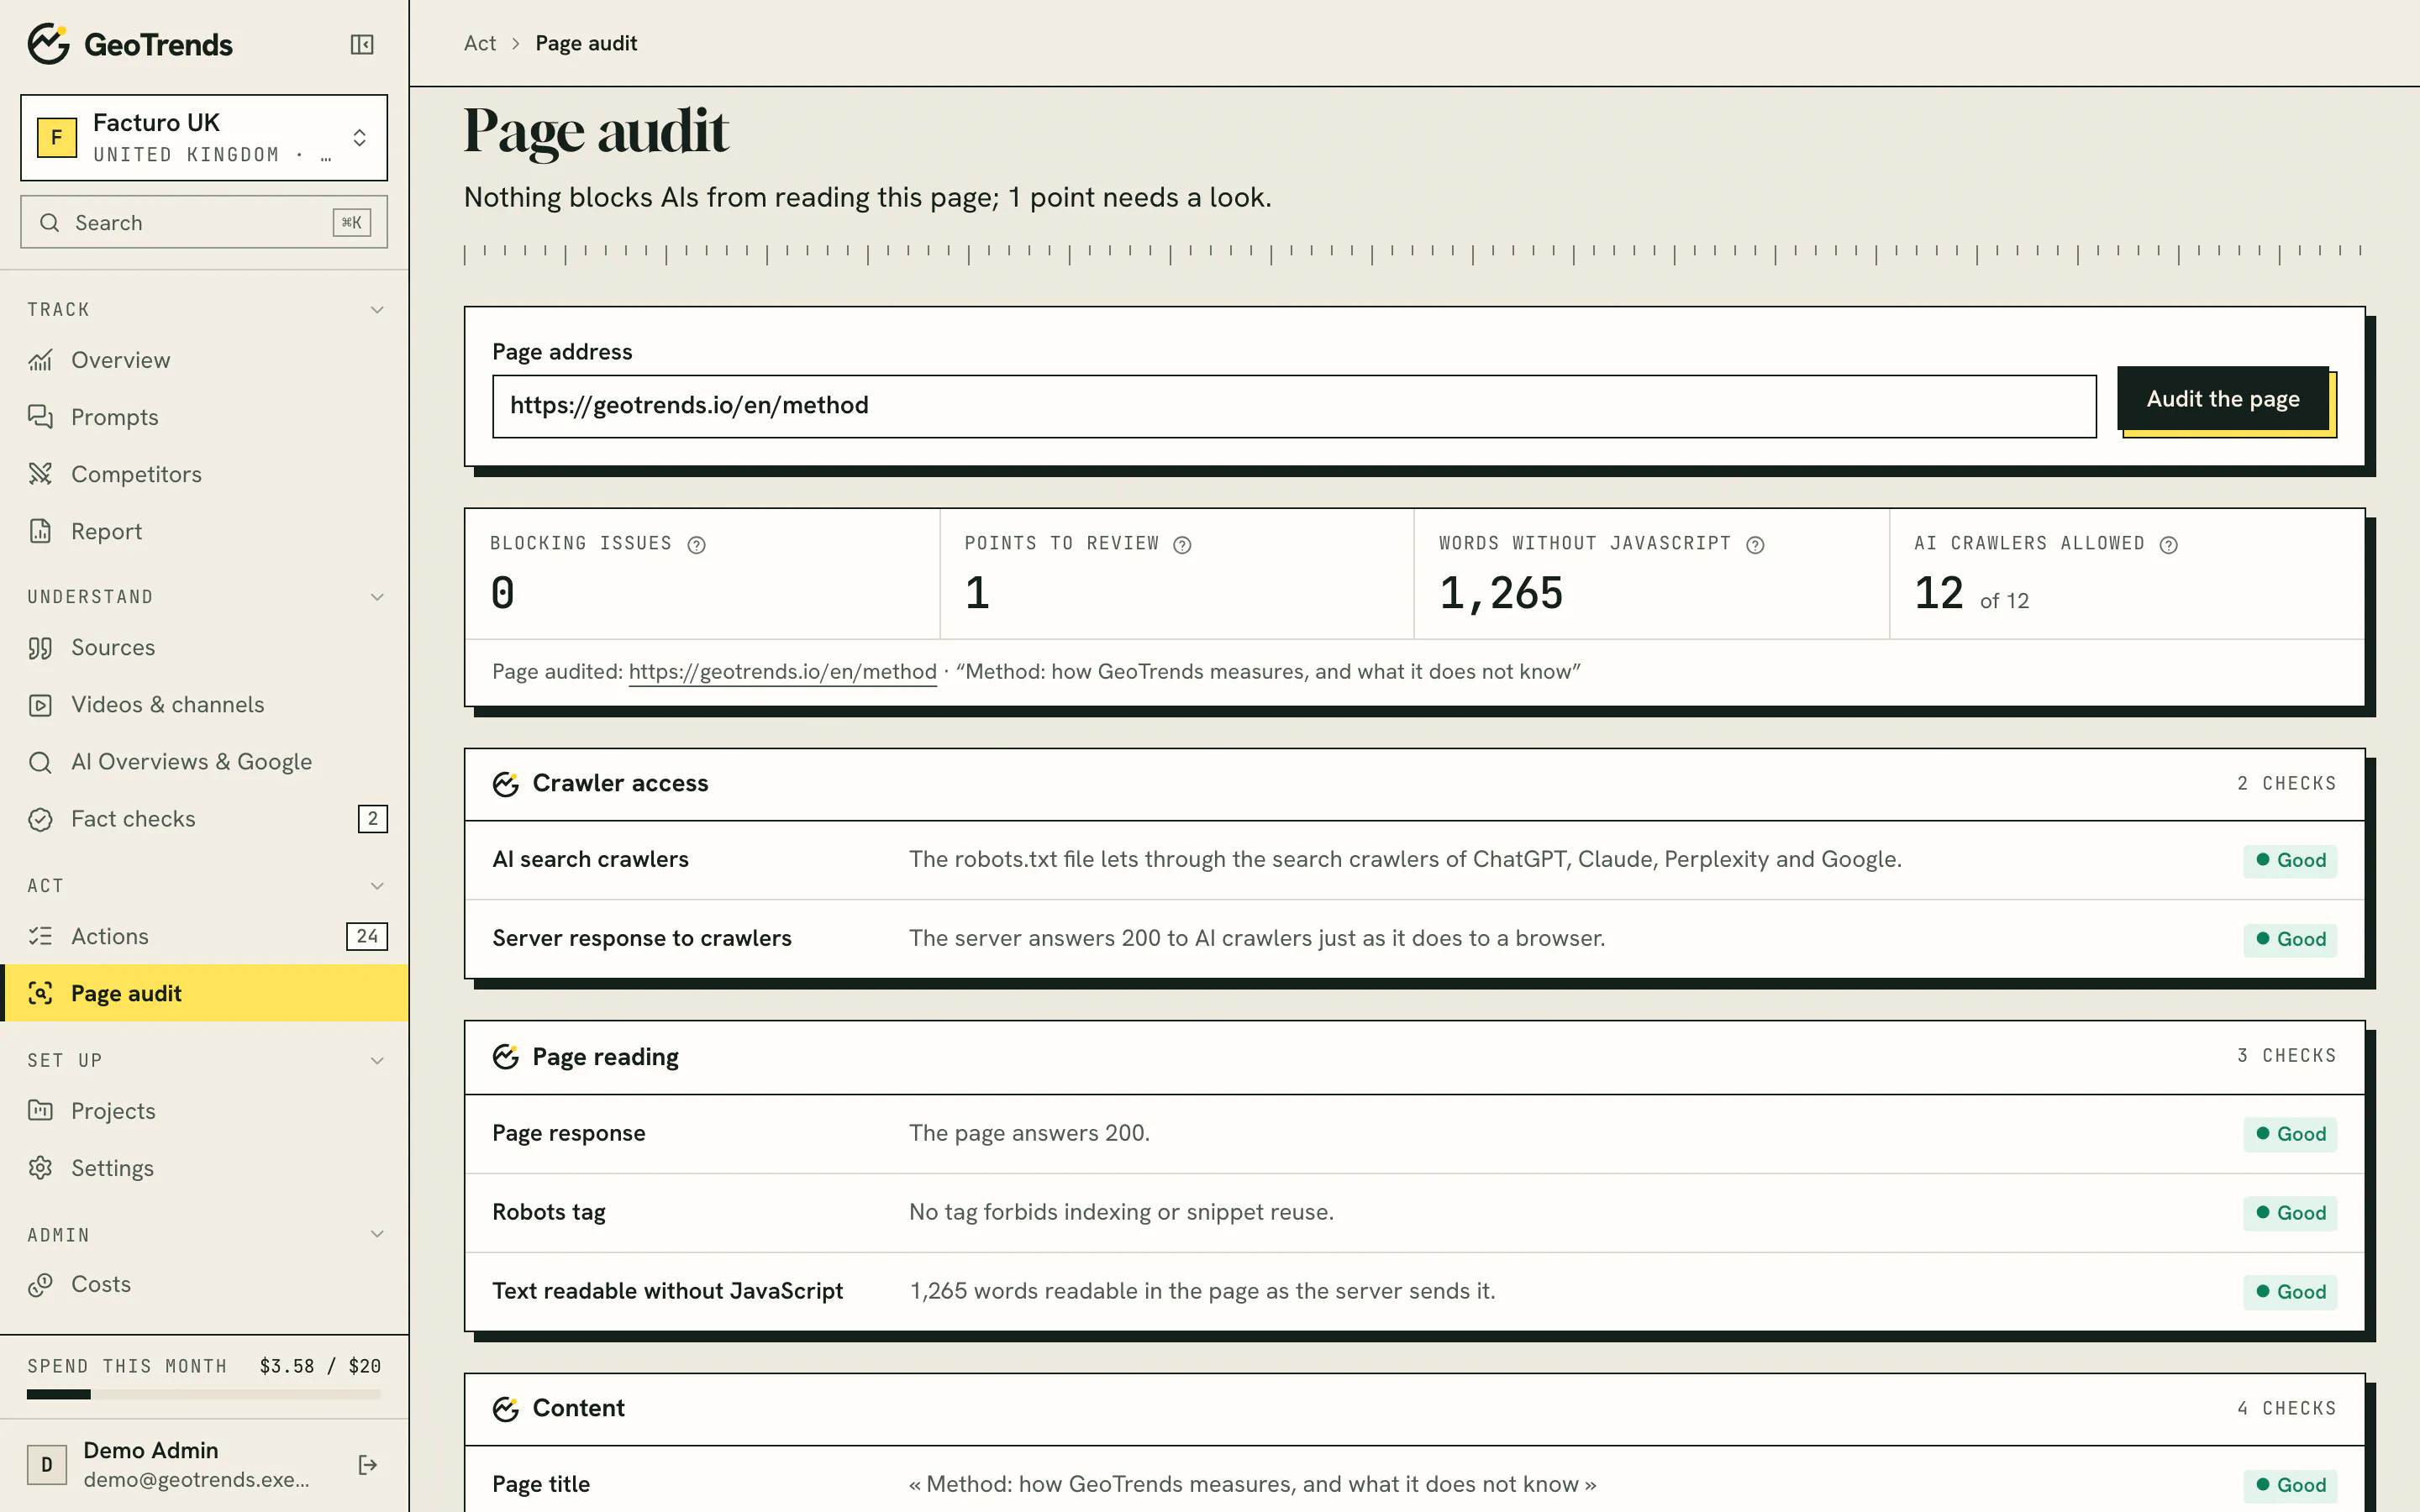 GeoTrends
F
Facturo UK
UNITED KINGDOM · …
Search
⌘K
TRACK
Overview
Prompts
Competitors
Report
UNDERSTAND
Sources
Videos & channels
AI Overviews & Google
Fact checks
2
ACT
Actions
24
Page audit
SET UP
Projects
Settings
ADMIN
Costs
SPEND THIS MONTH $3.58 / $20
D
Demo Admin
demo@geotrends.exe…
Act > Page audit
Page audit
Nothing blocks AIs from reading this page; 1 point needs a look.
Page address
https://geotrends.io/en/method
Audit the page
BLOCKING ISSUES ?
0
POINTS TO REVIEW ?
1
WORDS WITHOUT JAVASCRIPT ?
1,265
AI CRAWLERS ALLOWED ?
12 of 12
Page audited: https://geotrends.io/en/method · “Method: how GeoTrends measures, and what it does not know”
Crawler access
2 CHECKS
AI search crawlers
The robots.txt file lets through the search crawlers of ChatGPT, Claude, Perplexity and Google.
Good
Server response to crawlers
The server answers 200 to AI crawlers just as it does to a browser.
Good
Page reading
3 CHECKS
Page response
The page answers 200.
Good
Robots tag
No tag forbids indexing or snippet reuse.
Good
Text readable without JavaScript
1,265 words readable in the page as the server sends it.
Good
Content
4 CHECKS
Page title
« Method: how GeoTrends measures, and what it does not know »
Good